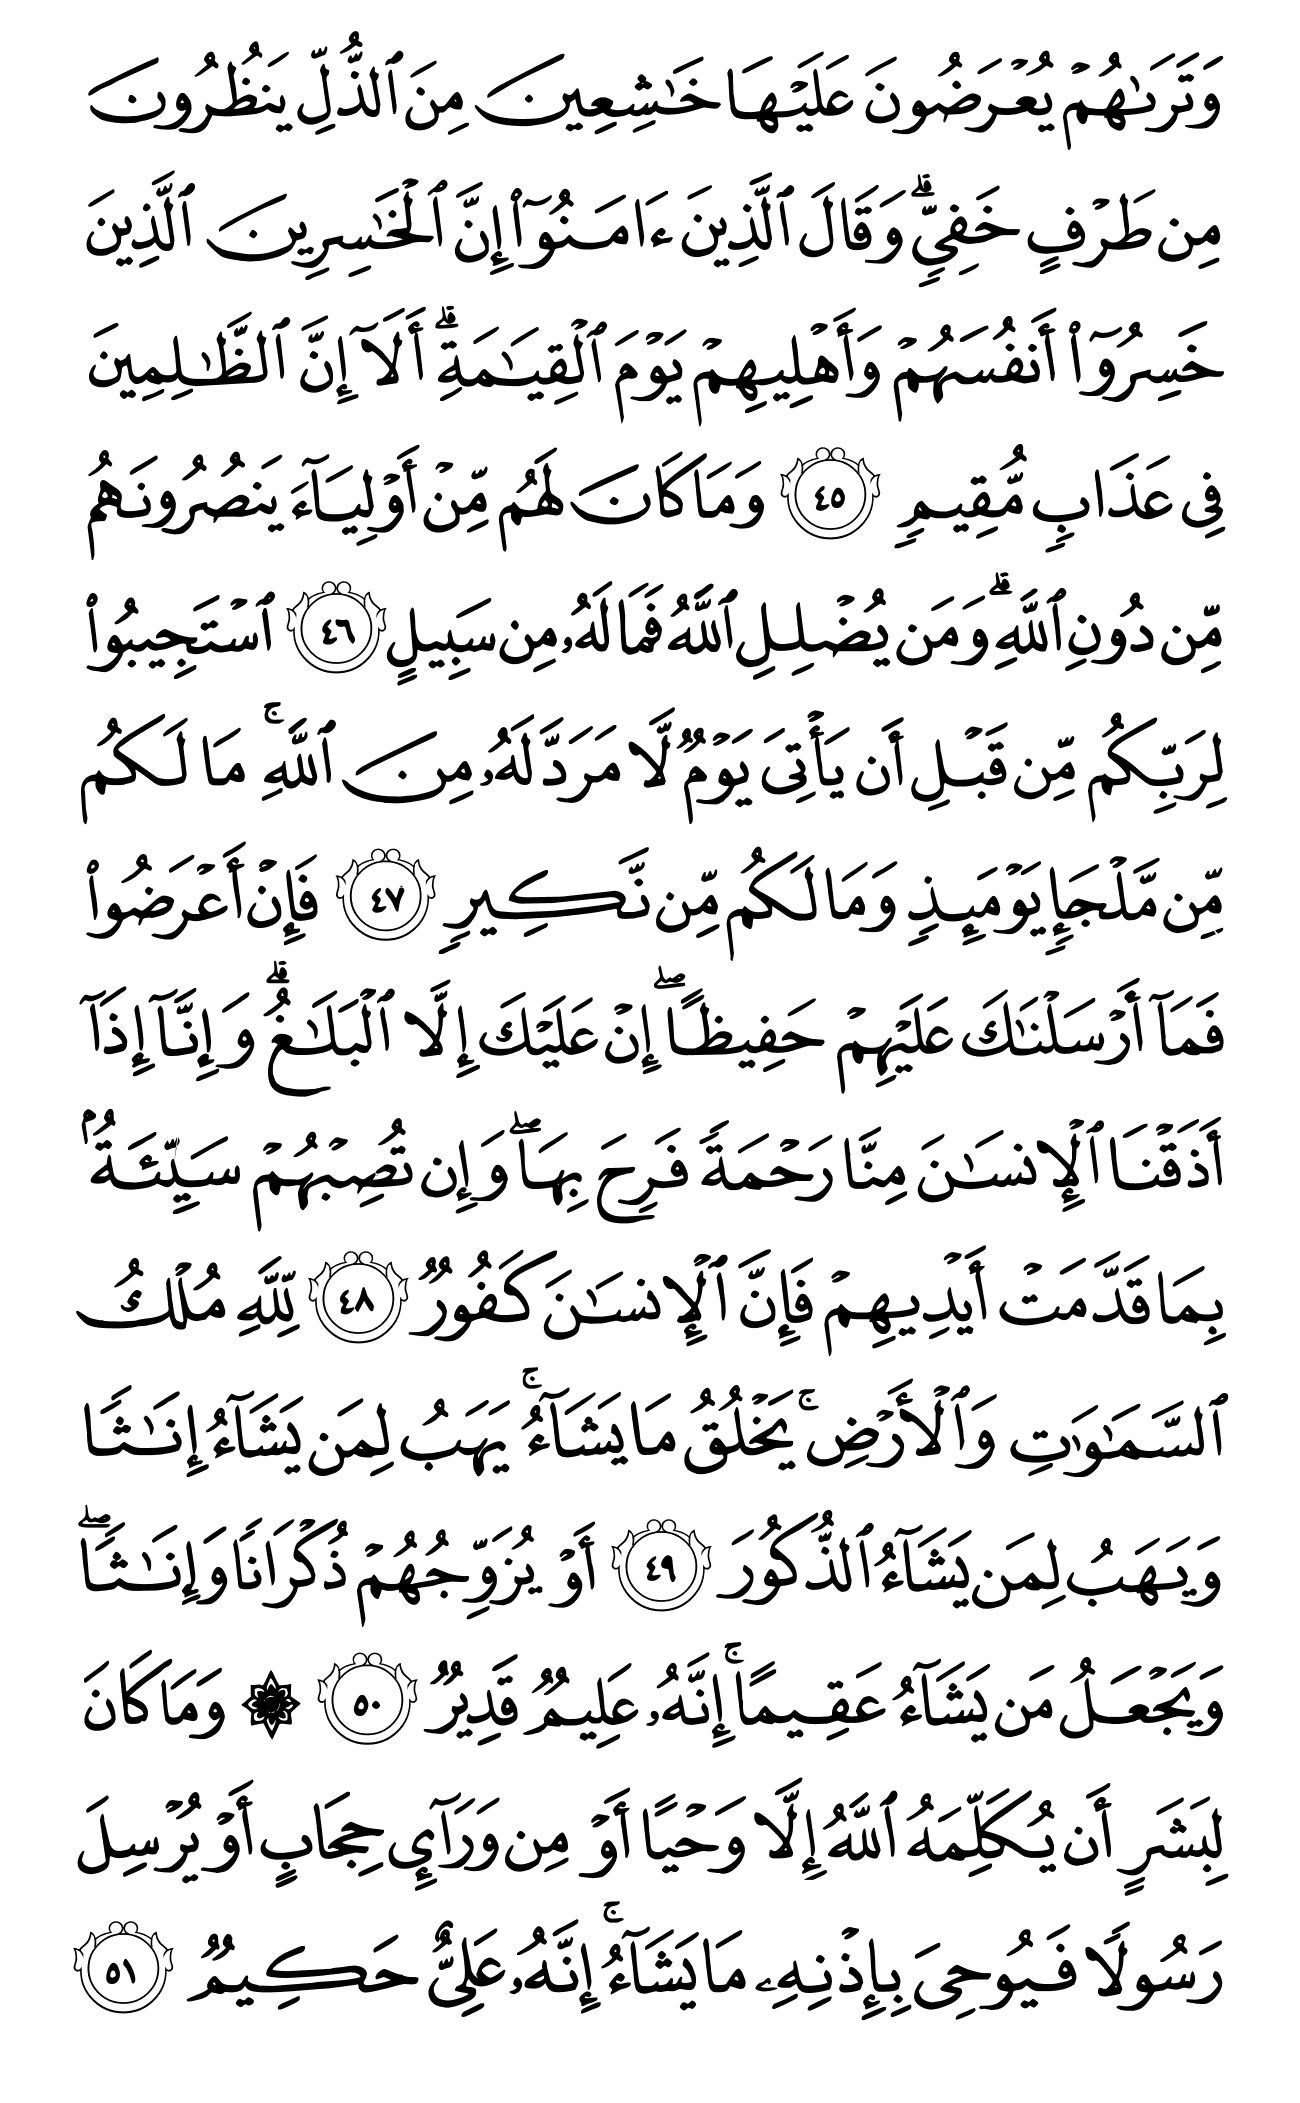 وَتَرَىٰهُمْ يُعْرَضُونَ عَلَيْهَا خَٰشِعِينَ مِنَ ٱلذُّلِّ يَنظُرُونَ
مِن طَرْفٍ خَفِىٍّۗ وَقَالَ ٱلَّذِينَ ءَامَنُوٓا۟ إِنَّ ٱلْخَٰسِرِينَ ٱلَّذِينَ
خَسِرُوٓا۟ أَنفُسَهُمْ وَأَهْلِيهِمْ يَوْمَ ٱلْقِيَٰمَةِۗ أَلَآ إِنَّ ٱلظَّٰلِمِينَ
فِى عَذَابٍ مُّقِيمٍ ٤٥ وَمَا كَانَ لَهُم مِّنْ أَوْلِيَآءَ يَنصُرُونَهُم
مِّن دُونِ ٱللَّهِۗ وَمَن يُضْلِلِ ٱللَّهُ فَمَا لَهُۥ مِن سَبِيلٍ ٤٦ ٱسْتَجِيبُوا۟
لِرَبِّكُم مِّن قَبْلِ أَن يَأْتِىَ يَوْمٌ لَّا مَرَدَّ لَهُۥ مِنَ ٱللَّهِۚ مَا لَكُم
مِّن مَّلْجَإٍ يَوْمَئِذٍ وَمَا لَكُم مِّن نَّكِيرٍ ٤٧ فَإِنْ أَعْرَضُوا۟
فَمَآ أَرْسَلْنَٰكَ عَلَيْهِمْ حَفِيظًاۖ إِنْ عَلَيْكَ إِلَّا ٱلْبَلَٰغُۗ وَإِنَّآ إِذَآ
أَذَقْنَا ٱلْإِنسَٰنَ مِنَّا رَحْمَةً فَرِحَ بِهَاۖ وَإِن تُصِبْهُمْ سَيِّئَةُۢ
بِمَا قَدَّمَتْ أَيْدِيهِمْ فَإِنَّ ٱلْإِنسَٰنَ كَفُورٌ ٤٨ لِّلَّهِ مُلْكُ
ٱلسَّمَٰوَٰتِ وَٱلْأَرْضِۚ يَخْلُقُ مَا يَشَآءُۚ يَهَبُ لِمَن يَشَآءُ إِنَٰثًا
وَيَهَبُ لِمَن يَشَآءُ ٱلذُّكُورَ ٤٩ أَوْ يُزَوِّجُهُمْ ذُكْرَانًا وَإِنَٰثًاۖ
وَيَجْعَلُ مَن يَشَآءُ عَقِيمًاۚ إِنَّهُۥ عَلِيمٌ قَدِيرٌ ٥٠ ۞ وَمَا كَانَ
لِبَشَرٍ أَن يُكَلِّمَهُ ٱللَّهُ إِلَّا وَحْيًا أَوْ مِن وَرَآئِ حِجَابٍ أَوْ يُرْسِلَ
رَسُولًا فَيُوحِىَ بِإِذْنِهِۦ مَا يَشَآءُۚ إِنَّهُۥ عَلِىٌّ حَكِيمٌ ٥١